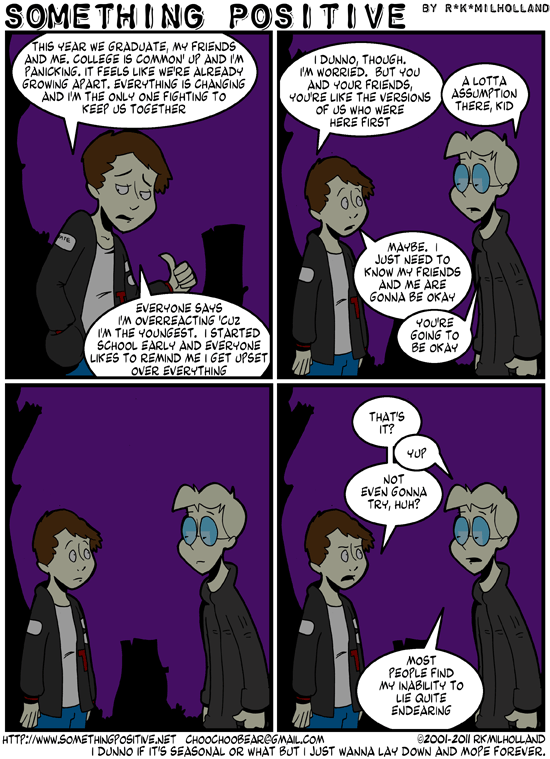 SOMETHING POSITIVE BY R*K*MILHOLLAND
THIS YEAR WE GRADUATE, MY FRIENDS
AND ME. COLLEGE IS COMMON' UP AND I'M
PANICKING. IT FEELS LIKE WE'RE ALREADY
GROWING APART. EVERYTHING IS CHANGING
AND I'M THE ONLY ONE FIGHTING TO
KEEP US TOGETHER
EVERYONE SAYS
I'M OVERREACTING 'CUZ
I'M THE YOUNGEST. I STARTED
SCHOOL EARLY AND EVERYONE
LIKES TO REMIND ME I GET UPSET
OVER EVERYTHING
I DUNNO, THOUGH.
I'M WORRIED. BUT YOU
AND YOUR FRIENDS,
YOU'RE LIKE THE VERSIONS
OF US WHO WERE
HERE FIRST
A LOTTA
ASSUMPTION
THERE, KID
MAYBE. I
JUST NEED TO
KNOW MY FRIENDS
AND ME ARE
GONNA BE OKAY
YOU'RE
GOING TO
BE OKAY
THAT'S
IT?
YUP
NOT
EVEN GONNA
TRY, HUH?
MOST
PEOPLE FIND
MY INABILITY TO
LIE QUITE
ENDEARING
HTTP://WWW.SOMETHINGPOSITIVE.NET CHOOCHOOBEAR@GMAIL.COM ©2001-2011 RKMILHOLLAND
I DUNNO IF IT'S SEASONAL OR WHAT BUT I JUST WANNA LAY DOWN AND MOPE FOREVER.